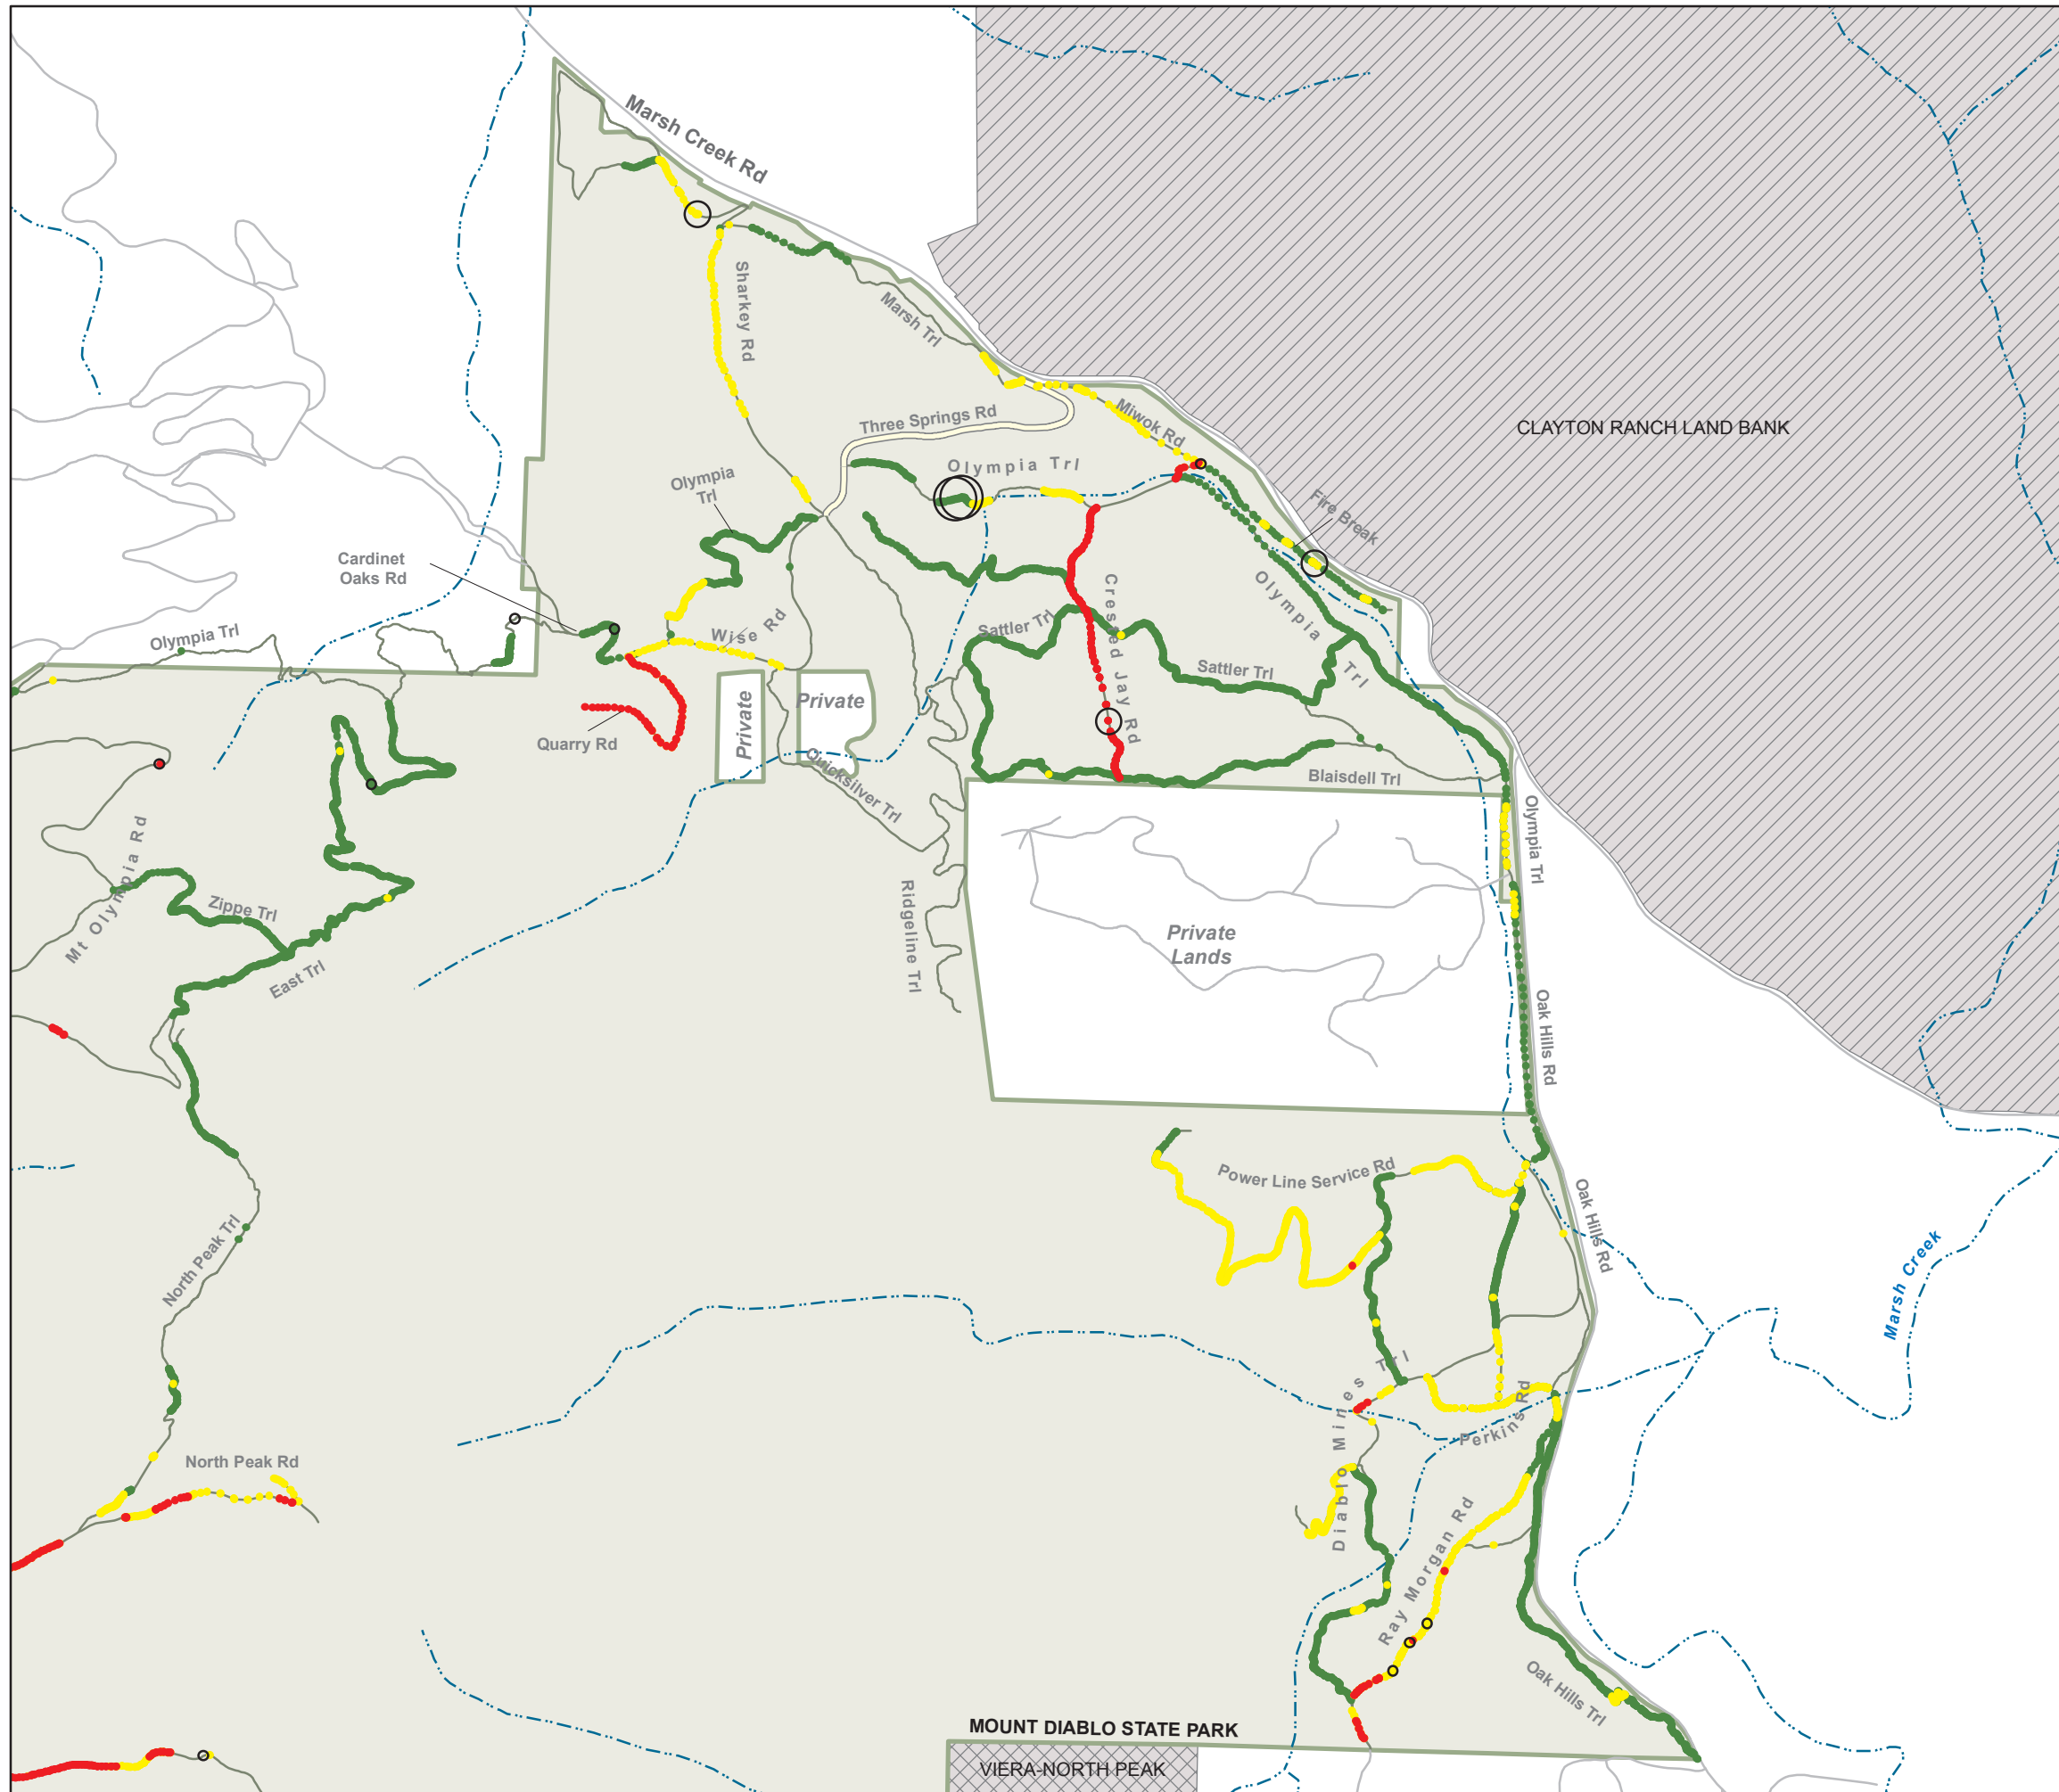 Marsh Creek Rd
Sharkey Rd
Marsh Trl
Three Springs Rd
Miwok Rd
CLAYTON RANCH LAND BANK
Olympia Trl
Olympia
Trl
Fire Break
Cardinet
Oaks Rd
Olympia Trl
Wise Rd
Sattler Trl
Crested Jay Rd
Olympia Trl
Sattler Trl
Private
Private
Quarry Rd
Quicksilver Trl
Blaisdell Trl
Olympia Trl
Mt Olympia Rd
Zippe Trl
East Trl
Ridgeline Trl
Private
Lands
Oak Hills Rd
Power Line Service Rd
Oak Hills Rd
North Peak Trl
Marsh Creek
Diablo Mines Trl
Perkins Rd
North Peak Rd
Ray Morgan Rd
Oak Hills Trl
MOUNT DIABLO STATE PARK
VIERA-NORTH PEAK